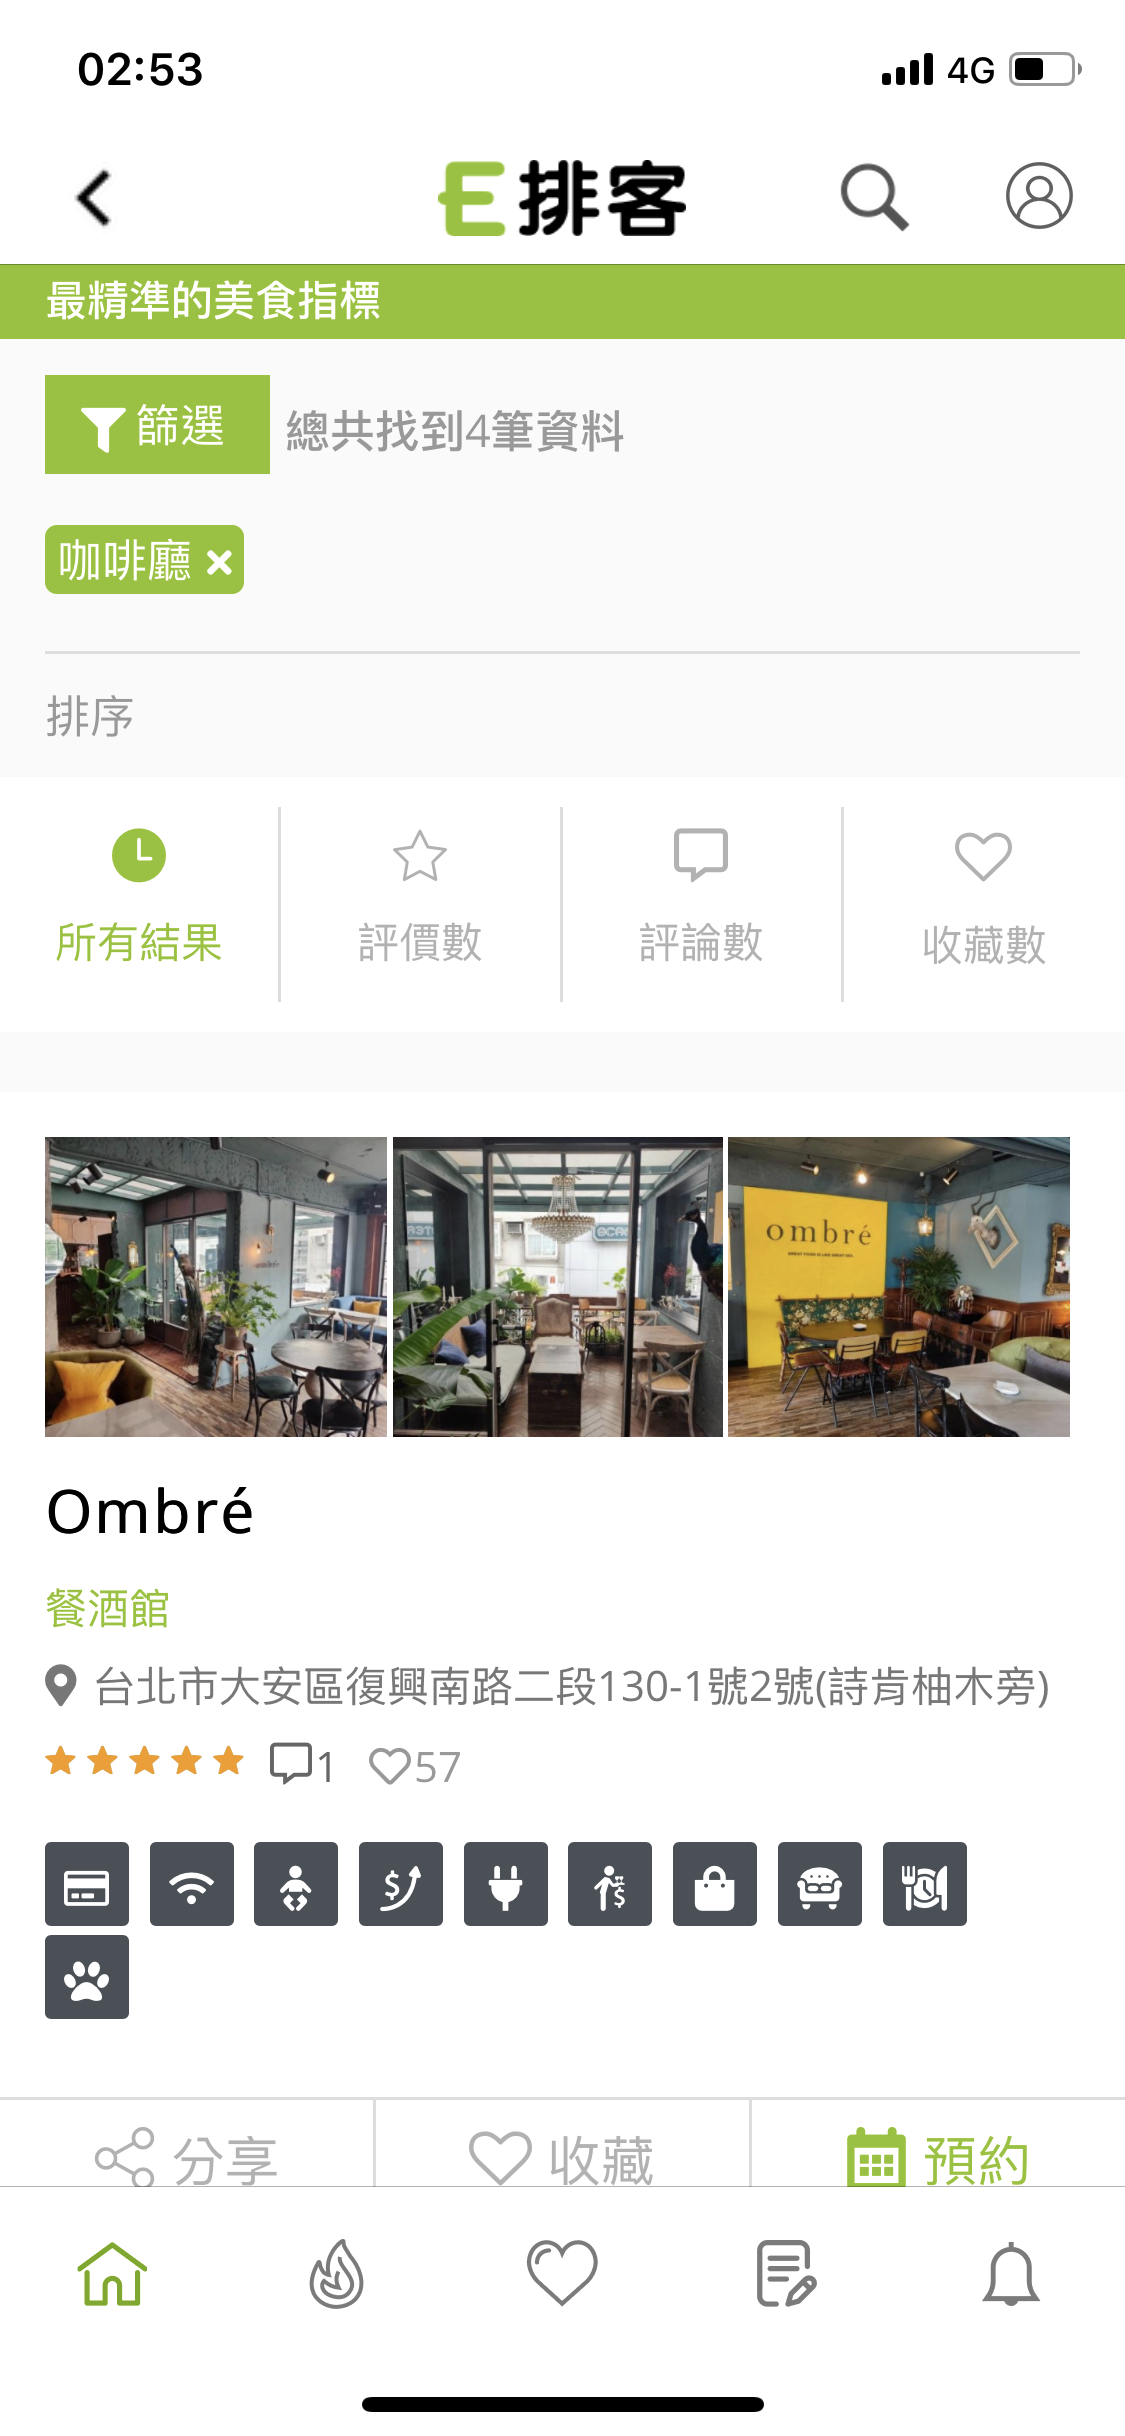 02:53 4G
E排客
最精準的美食指標
篩選 總共找到4筆資料
咖啡廳 ×
排序
所有結果 評價數 評論數 收藏數
ombré
Ombré
餐酒館
台北市大安區復興南路二段130-1號2號(詩肯柚木旁)
1 57
分享 收藏 預約